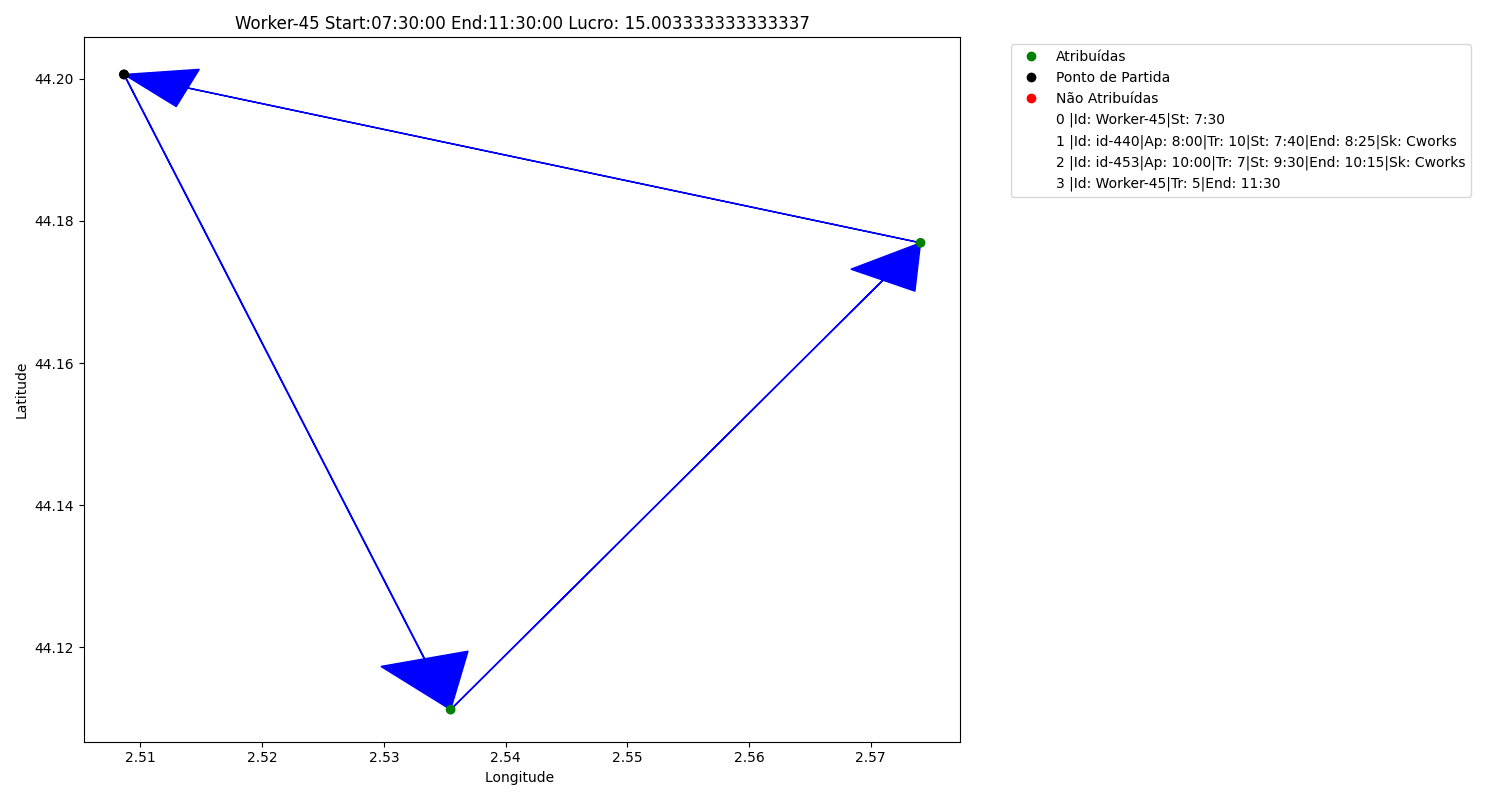 Worker-45 Start:07:30:00 End:11:30:00 Lucro: 15.003333333333337
Atribuídas
Ponto de Partida
Não Atribuídas
0 |Id: Worker-45|St: 7:30
1 |Id: id-440|Ap: 8:00|Tr: 10|St: 7:40|End: 8:25|Sk: Cworks
2 |Id: id-453|Ap: 10:00|Tr: 7|St: 9:30|End: 10:15|Sk: Cworks
3 |Id: Worker-45|Tr: 5|End: 11:30
Latitude
44.20
44.18
44.16
44.14
44.12
2.51 2.52 2.53 2.54 2.55 2.56 2.57
Longitude